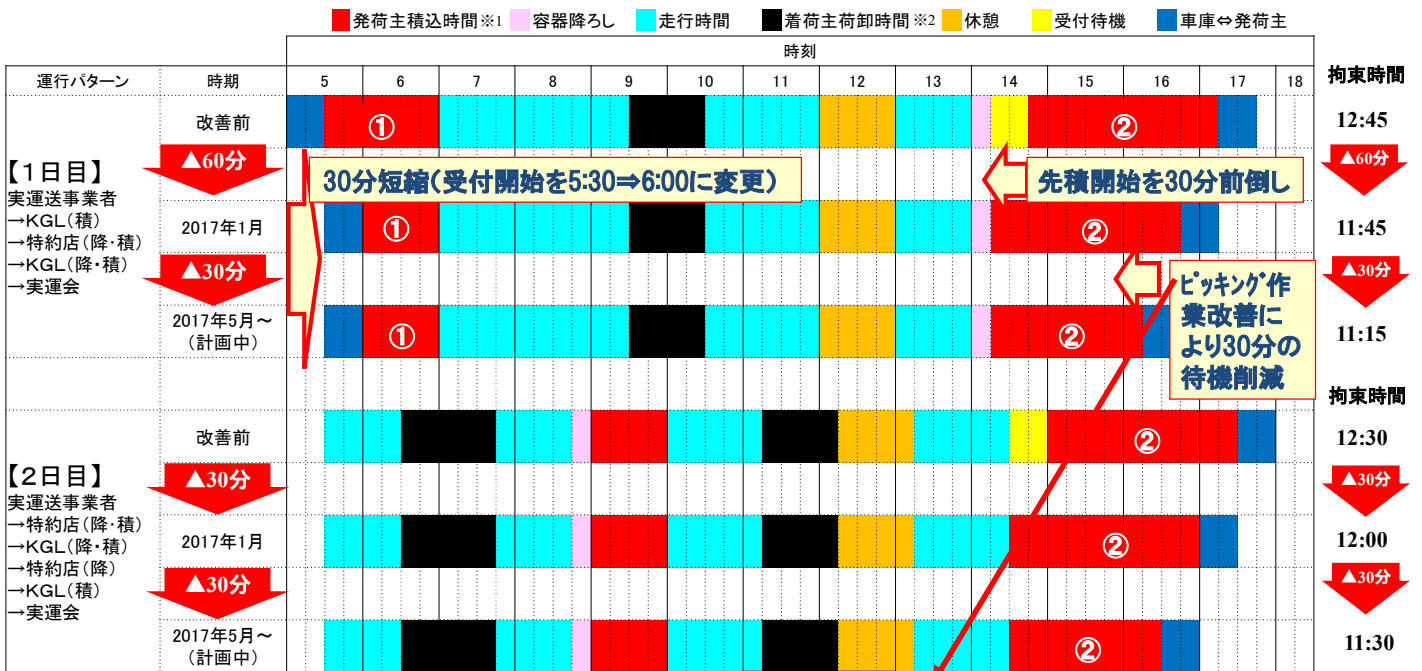 発荷主積込時間※1 容器降ろし 走行時間 着荷主荷卸時間※2 休憩 受付待機 車庫⇔発荷主
時刻
運行パターン 時期 5 6 7 8 9 10 11 12 13 14 15 16 17 18 拘束時間
改善前 ① ② 12:45
▲60分 ▲60分
30分短縮(受付開始を5:30⇒6:00に変更) 先積開始を30分前倒し
【1日目】
実運送事業者
→KGL(積)
→特約店(降・積)
→KGL(降・積)
→実運会
2017年1月 ① ② 11:45
▲30分 ▲30分
ピッキング作
業改善に
より30分の
待機削減
2017年5月~
(計画中) ① ② 11:15
拘束時間
改善前 ② 12:30
▲30分 ▲30分
【2日目】
実運送事業者
→特約店(降・積)
→KGL(降・積)
→特約店(降)
→KGL(積)
→実運会
2017年1月 ② 12:00
▲30分 ▲30分
2017年5月~
(計画中) ② 11:30